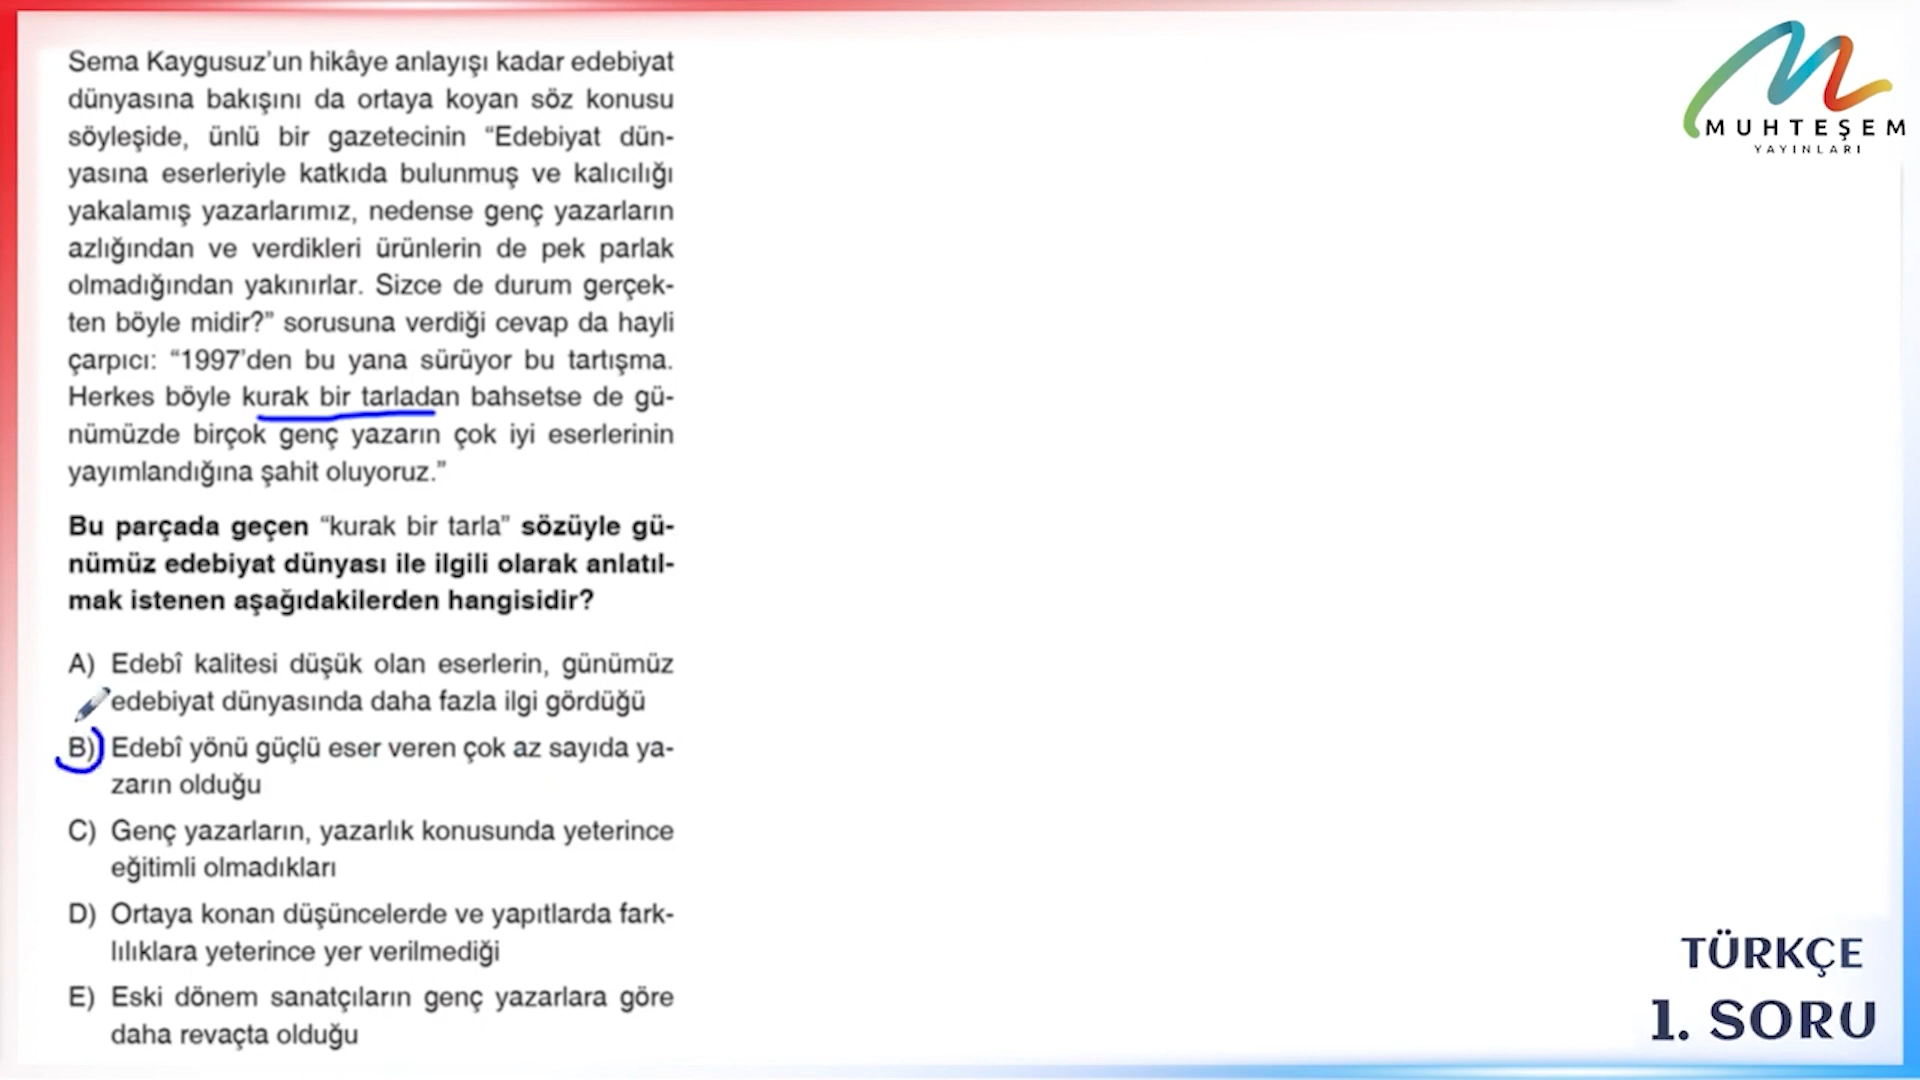 Sema Kaygusuz’un hikâye anlayışı kadar edebiyat
dünyasına bakışını da ortaya koyan söz konusu
söyleşide, ünlü bir gazetecinin “Edebiyat dün-
yasına eserleriyle katkıda bulunmuş ve kalıcılığı
yakalamış yazarlarımız, nedense genç yazarların
azlığından ve verdikleri ürünlerin de pek parlak
olmadığından yakınırlar. Sizce de durum gerçek-
ten böyle midir?” sorusuna verdiği cevap da hayli
çarpıcı: “1997’den bu yana sürüyor bu tartışma.
Herkes böyle kurak bir tarladan bahsetse de gü-
nümüzde birçok genç yazarın çok iyi eserlerinin
yayımlandığına şahit oluyoruz.”
Bu parçada geçen “kurak bir tarla” sözüyle gü-
nümüz edebiyat dünyası ile ilgili olarak anlatıl-
mak istenen aşağıdakilerden hangisidir?
A) Edebî kalitesi düşük olan eserlerin, günümüz
edebiyat dünyasında daha fazla ilgi gördüğü
B) Edebî yönü güçlü eser veren çok az sayıda ya-
zarın olduğu
C) Genç yazarların, yazarlık konusunda yeterince
eğitimli olmadıkları
D) Ortaya konan düşüncelerde ve yapıtlarda fark-
lılıklara yeterince yer verilmediği
E) Eski dönem sanatçıların genç yazarlara göre
daha revaçta olduğu
MUHTEŞEM
YAYINLARI
TÜRKÇE
1. SORU